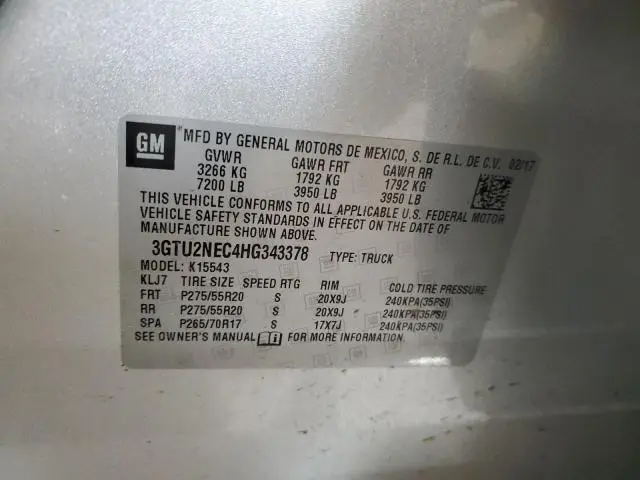 GM
MFD BY GENERAL MOTORS DE MEXICO, S. DE R.L. DE C.V. 02/17
GVWR GAWR FRT GAWR RR
3266 KG 1792 KG 1792 KG
7200 LB 3950 LB 3950 LB
THIS VEHICLE CONFORMS TO ALL APPLICABLE U.S. FEDERAL MOTOR
VEHICLE SAFETY STANDARDS IN EFFECT ON THE DATE OF
MANUFACTURE SHOWN ABOVE.
3GTU2NEC4HG343378 TYPE: TRUCK
MODEL: K15543
KLJ7 TIRE SIZE SPEED RTG RIM COLD TIRE PRESSURE
FRT P275/55R20 S 20X9J 240KPA(35PSI)
RR P275/55R20 S 20X9J 240KPA(35PSI)
SPA P265/70R17 S 17X7J 240KPA(35PSI)
SEE OWNER'S MANUAL FOR MORE INFORMATION.